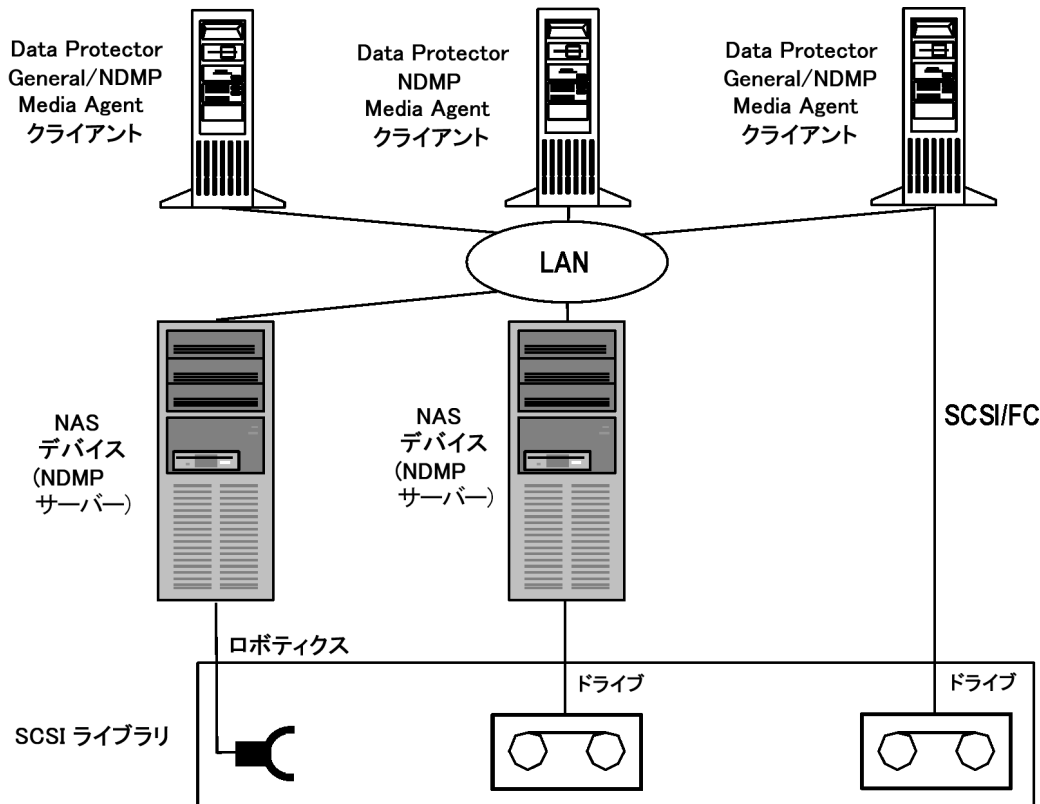 Data Protector
General/NDMP
Media Agent
クライアント
Data Protector
NDMP
Media Agent
クライアント
Data Protector
General/NDMP
Media Agent
クライアント
LAN
NAS
デバイス
(NDMP
サーバー)
NAS
デバイス
(NDMP
サーバー)
SCSI/FC
ロボティクス
ドライブ
ドライブ
SCSI ライブラリ